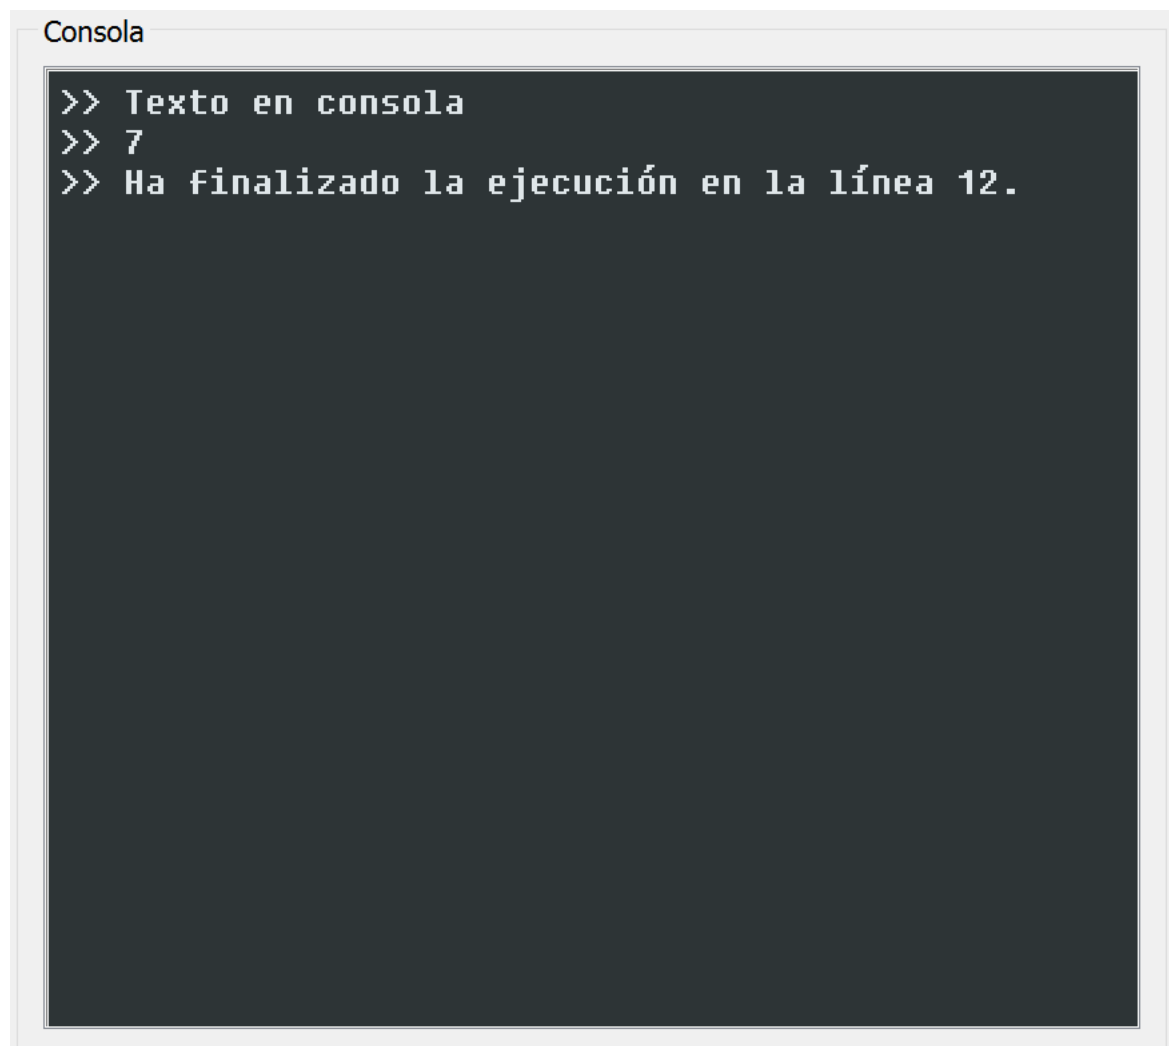 Consola
>> Texto en consola
>> 7
>> Ha finalizado la ejecución en la línea 12.